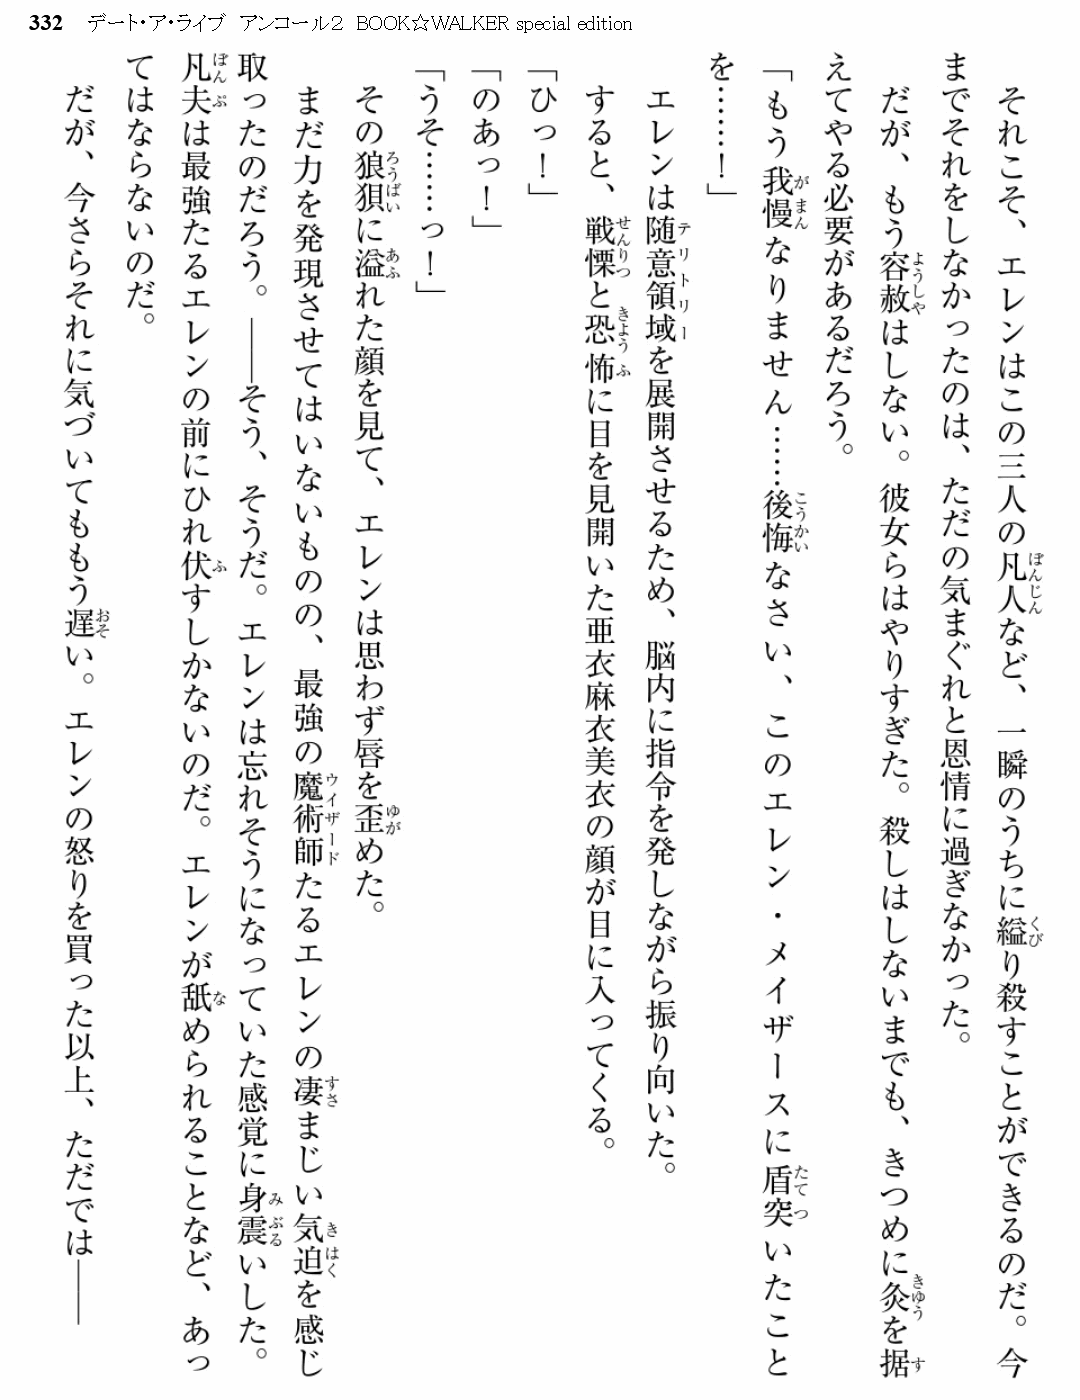 332 デート・ア・ライブ アンコール２ BOOK☆WALKER special edition
それこそ、エレンはこの三人の凡人など、一瞬のうちに縊り殺すことができるのだ。今
までそれをしなかったのは、ただの気まぐれと恩情に過ぎなかった。
だが、もう容赦はしない。彼女らはやりすぎた。殺しはしないまでも、きつめに灸を据
えてやる必要があるだろう。
「もう我慢なりません……後悔なさい、このエレン・メイザースに盾突いたこと
を……！」
エレンは随意領域を展開させるため、脳内に指令を発しながら振り向いた。
すると、戦慄と恐怖に目を見開いた亜衣麻衣美衣の顔が目に入ってくる。
「ひっ！」
「のあっ！」
「うそ……っ！」
その狼狽に溢れた顔を見て、エレンは思わず唇を歪めた。
まだ力を発現させてはいないものの、最強の魔術師たるエレンの凄まじい気迫を感じ
取ったのだろう。――そう、そうだ。エレンは忘れそうになっていた感覚に身震いした。
凡夫は最強たるエレンの前にひれ伏すしかないのだ。エレンが舐められることなど、あっ
てはならないのだ。
だが、今さらそれに気づいてももう遅い。エレンの怒りを買った以上、ただでは――